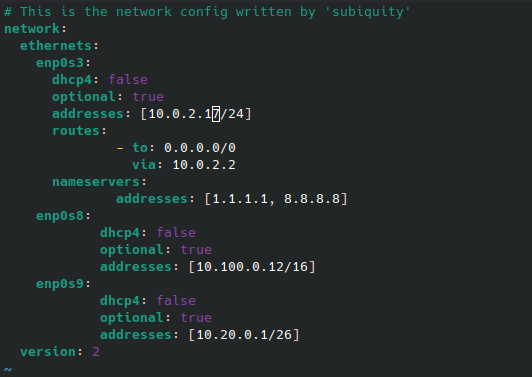 # This is the network config written by 'subiquity'
network:
  ethernets:
    enp0s3:
      dhcp4: false
      optional: true
      addresses: [10.0.2.17/24]
      routes:
              - to: 0.0.0.0/0
                via: 10.0.2.2
      nameservers:
              addresses: [1.1.1.1, 8.8.8.8]
    enp0s8:
            dhcp4: false
            optional: true
            addresses: [10.100.0.12/16]
    enp0s9:
            dhcp4: false
            optional: true
            addresses: [10.20.0.1/26]
  version: 2
~